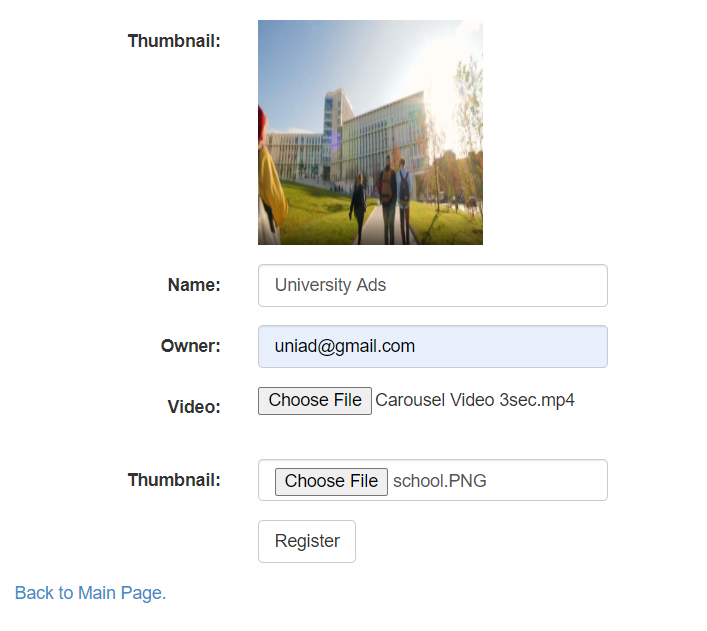 Thumbnail:
Name: University Ads
Owner: uniad@gmail.com
Video: Choose File Carousel Video 3sec.mp4
Thumbnail: Choose File school.PNG
Register
Back to Main Page.